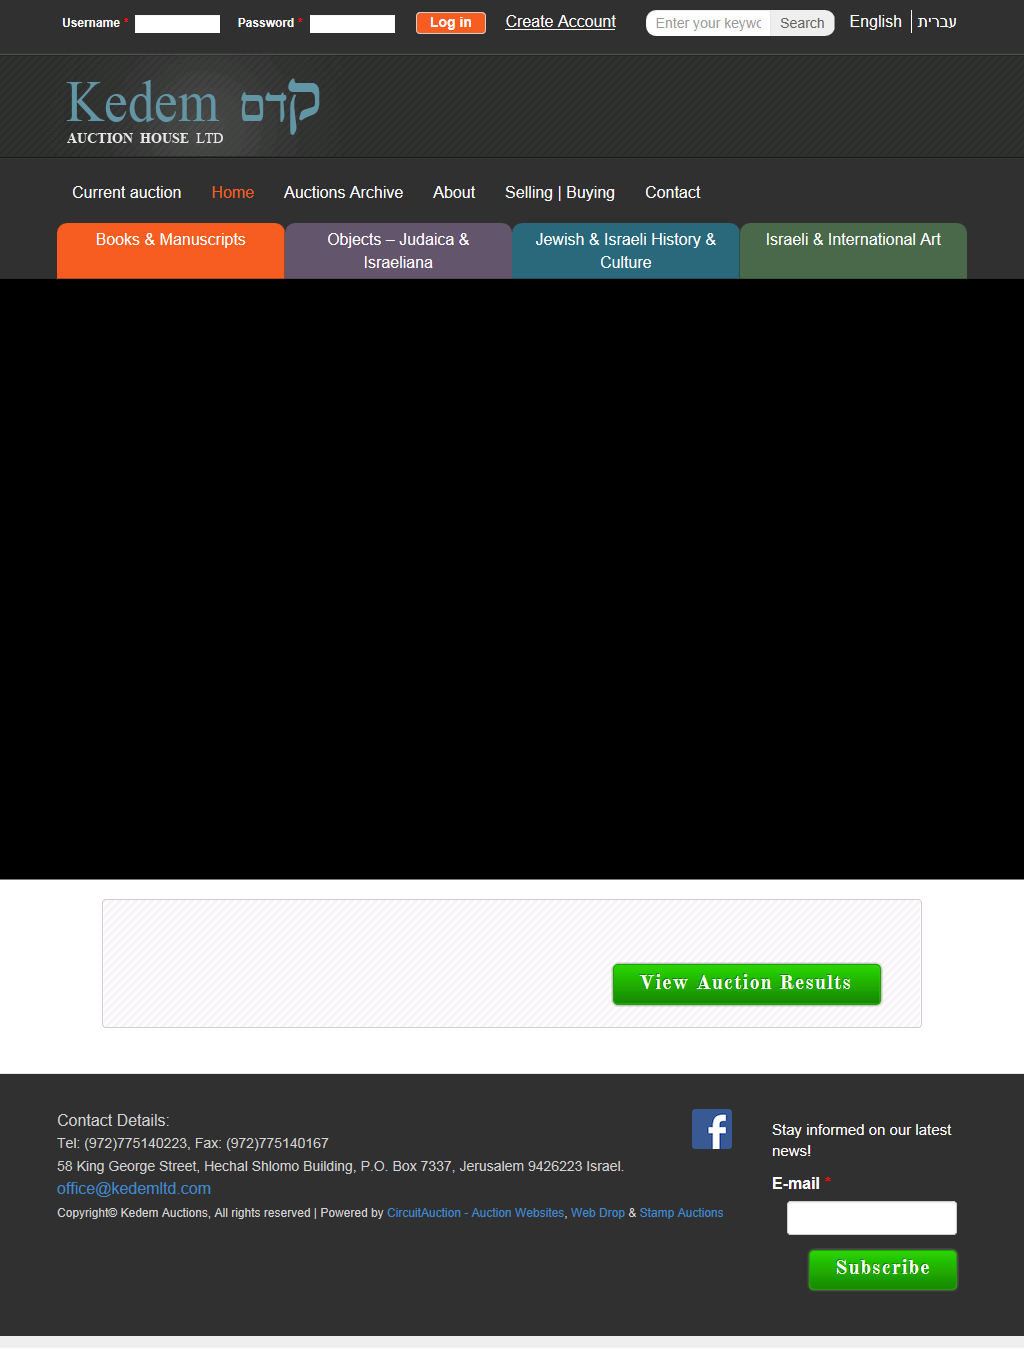 Username *
Password *
Log in
Create Account
Enter your keywo
Search
English
עברית
Kedem קדם
AUCTION HOUSE LTD
Current auction
Home
Auctions Archive
About
Selling | Buying
Contact
Books & Manuscripts
Objects – Judaica &
Israeliana
Jewish & Israeli History &
Culture
Israeli & International Art
View Auction Results
Contact Details:
Tel: (972)775140223, Fax: (972)775140167
58 King George Street, Hechal Shlomo Building, P.O. Box 7337, Jerusalem 9426223 Israel.
office@kedemltd.com
Copyright© Kedem Auctions, All rights reserved | Powered by CircuitAuction - Auction Websites, Web Drop & Stamp Auctions
f
Stay informed on our latest
news!
E-mail *
Subscribe